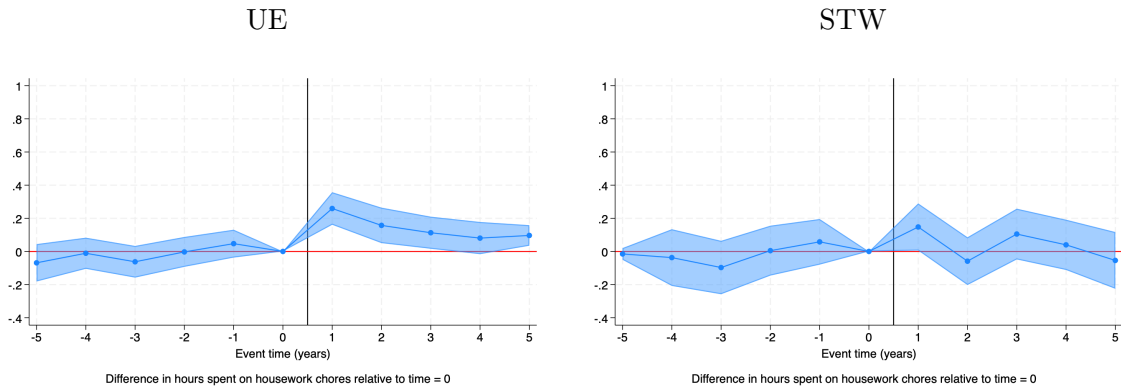 UE
1
.8
.6
.4
.2
0
-.2
-.4
-5 -4 -3 -2 -1 0 1 2 3 4 5
Event time (years)
Difference in hours spent on housework chores relative to time = 0
STW
1
.8
.6
.4
.2
0
-.2
-.4
-5 -4 -3 -2 -1 0 1 2 3 4 5
Event time (years)
Difference in hours spent on housework chores relative to time = 0